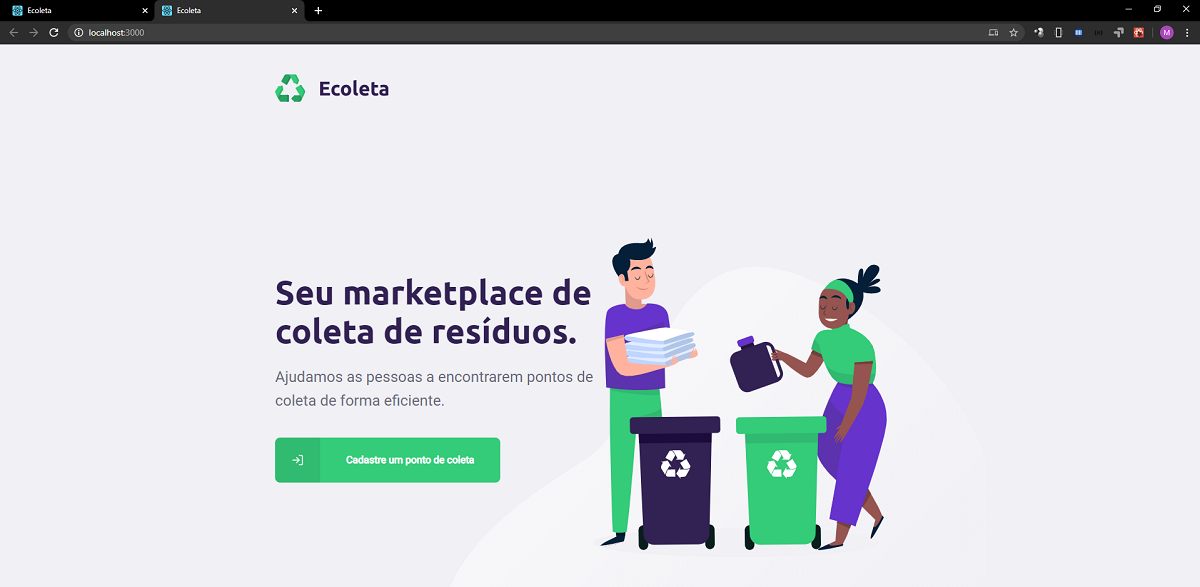 Ecoleta
Ecoleta
localhost:3000
M
Ecoleta
Seu marketplace de
coleta de resíduos.
Ajudamos as pessoas a encontrarem pontos de
coleta de forma eficiente.
Cadastre um ponto de coleta